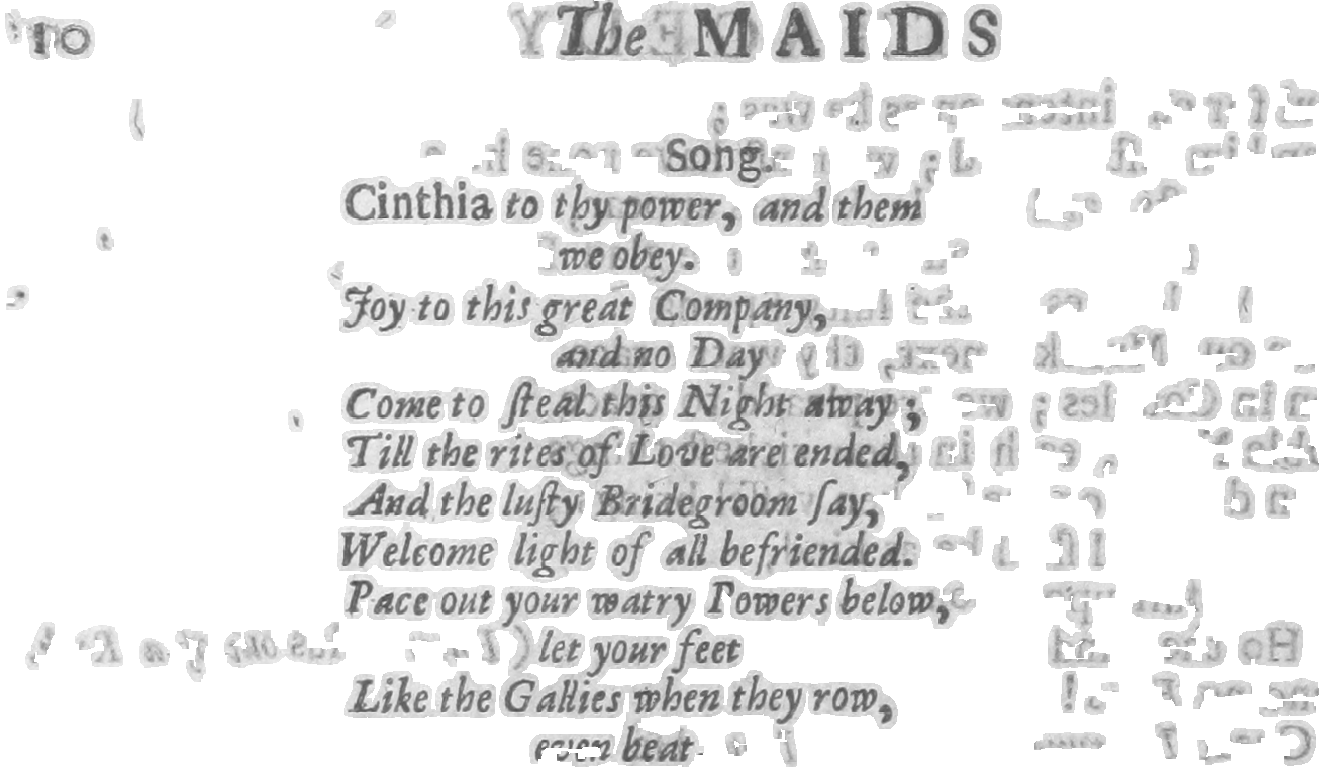 10 The MAIDS
Song.
Cinthia to thy power, and them
we obey.
Joy to this great Company,
and no Day
Come to ſteal this Night away;
Till the rites of Love are ended,
And the luſty Bridegroom ſay,
Welcome light of all befriended.
Pace out your watry Powers below,
let your feet
Like the Gallies when they row,
even beat